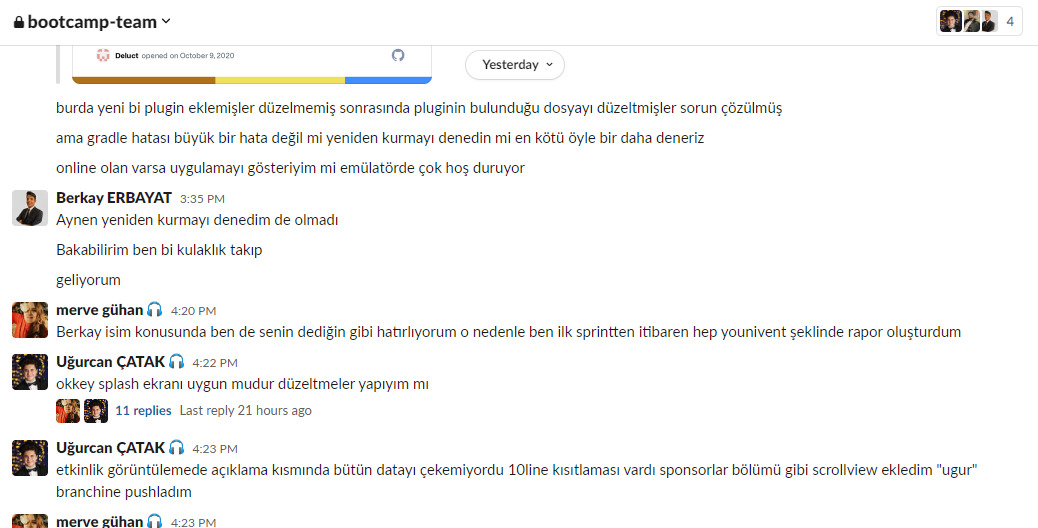 bootcamp-team
4
Deluct opened on October 9, 2020
Yesterday
burda yeni bi plugin eklemişler düzelmemiş sonrasında pluginin bulunduğu dosyayı düzeltmişler sorun çözülmüş
ama gradle hatası büyük bir hata değil mi yeniden kurmayı denedin mi en kötü öyle bir daha deneriz
online olan varsa uygulamayı gösteriyim mi emülatörde çok hoş duruyor
Berkay ERBAYAT 3:35 PM
Aynen yeniden kurmayı denedim de olmadı
Bakabilirim ben bi kulaklık takıp
geliyorum
merve gühan 4:20 PM
Berkay isim konusunda ben de senin dediğin gibi hatırlıyorum o nedenle ben ilk sprintten itibaren hep younivent şeklinde rapor oluşturdum
Uğurcan ÇATAK 4:22 PM
okkey splash ekranı uygun mudur düzeltmeler yapıyım mı
11 replies Last reply 21 hours ago
Uğurcan ÇATAK 4:23 PM
etkinlik görüntülemede açıklama kısmında bütün datayı çekemiyordu 10line kısıtlaması vardı sponsorlar bölümü gibi scrollview ekledim "ugur"
branchine pushladım
merve gühan 4:23 PM